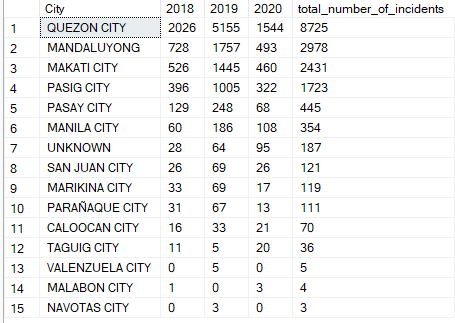 City 2018 2019 2020 total_number_of_incidents
1 QUEZON CITY 2026 5155 1544 8725
2 MANDALUYONG 728 1757 493 2978
3 MAKATI CITY 526 1445 460 2431
4 PASIG CITY 396 1005 322 1723
5 PASAY CITY 129 248 68 445
6 MANILA CITY 60 186 108 354
7 UNKNOWN 28 64 95 187
8 SAN JUAN CITY 26 69 26 121
9 MARIKINA CITY 33 69 17 119
10 PARAÑAQUE CITY 31 67 13 111
11 CALOOCAN CITY 16 33 21 70
12 TAGUIG CITY 11 5 20 36
13 VALENZUELA CITY 0 5 0 5
14 MALABON CITY 1 0 3 4
15 NAVOTAS CITY 0 3 0 3